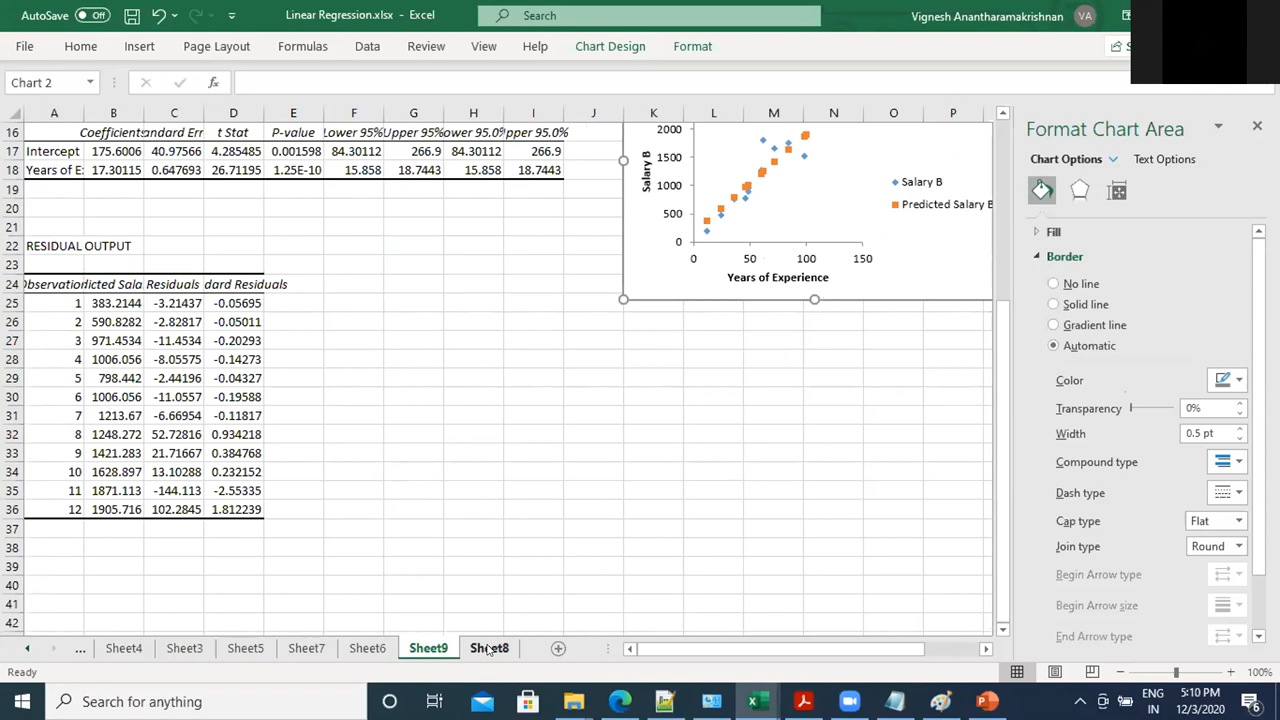 AutoSave Off Linear Regression.xlsx - Excel Search Vignesh Anantharamakrishnan VA
File Home Insert Page Layout Formulas Data Review View Help Chart Design Format
Chart 2 fx
A B C D E F G H I J K L M N O P
16 Coefficients andard Err t Stat P-value Lower 95% Upper 95% ower 95.0% pper 95.0%
17 Intercept 175.6006 40.97566 4.285485 0.001598 84.30112 266.9 84.30112 266.9
18 Years of E: 17.30115 0.647693 26.71195 1.25E-10 15.858 18.7443 15.858 18.7443
19
20
21
22 RESIDUAL OUTPUT
23
24 Observation dicted Sala Residuals dard Residuals
25 1 383.2144 -3.21437 -0.05695
26 2 590.8282 -2.82817 -0.05011
27 3 971.4534 -11.4534 -0.20293
28 4 1006.056 -8.05575 -0.14273
29 5 798.442 -2.44196 -0.04327
30 6 1006.056 -11.0557 -0.19588
31 7 1213.67 -6.66954 -0.11817
32 8 1248.272 52.72816 0.934218
33 9 1421.283 21.71667 0.384768
34 10 1628.897 13.10288 0.232152
35 11 1871.113 -144.113 -2.55335
36 12 1905.716 102.2845 1.812239
37
38
39
40
41
42
Salary B
2000
1500
1000
500
0
0 50 100 150
Years of Experience
Salary B
Predicted Salary B
Format Chart Area
Chart Options Text Options
Fill
Border
No line
Solid line
Gradient line
Automatic
Color
Transparency 0%
Width 0.5 pt
Compound type
Dash type
Cap type Flat
Join type Round
Begin Arrow type
Begin Arrow size
End Arrow type
... Sheet4 Sheet3 Sheet5 Sheet7 Sheet6 Sheet9 Sheet8
Ready 100%
Search for anything
ENG
IN
5:10 PM
12/3/2020
6